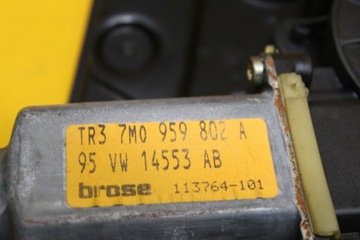 TR3 7M0 959 802 A
95 VW 14553 AB
brose 113764-101